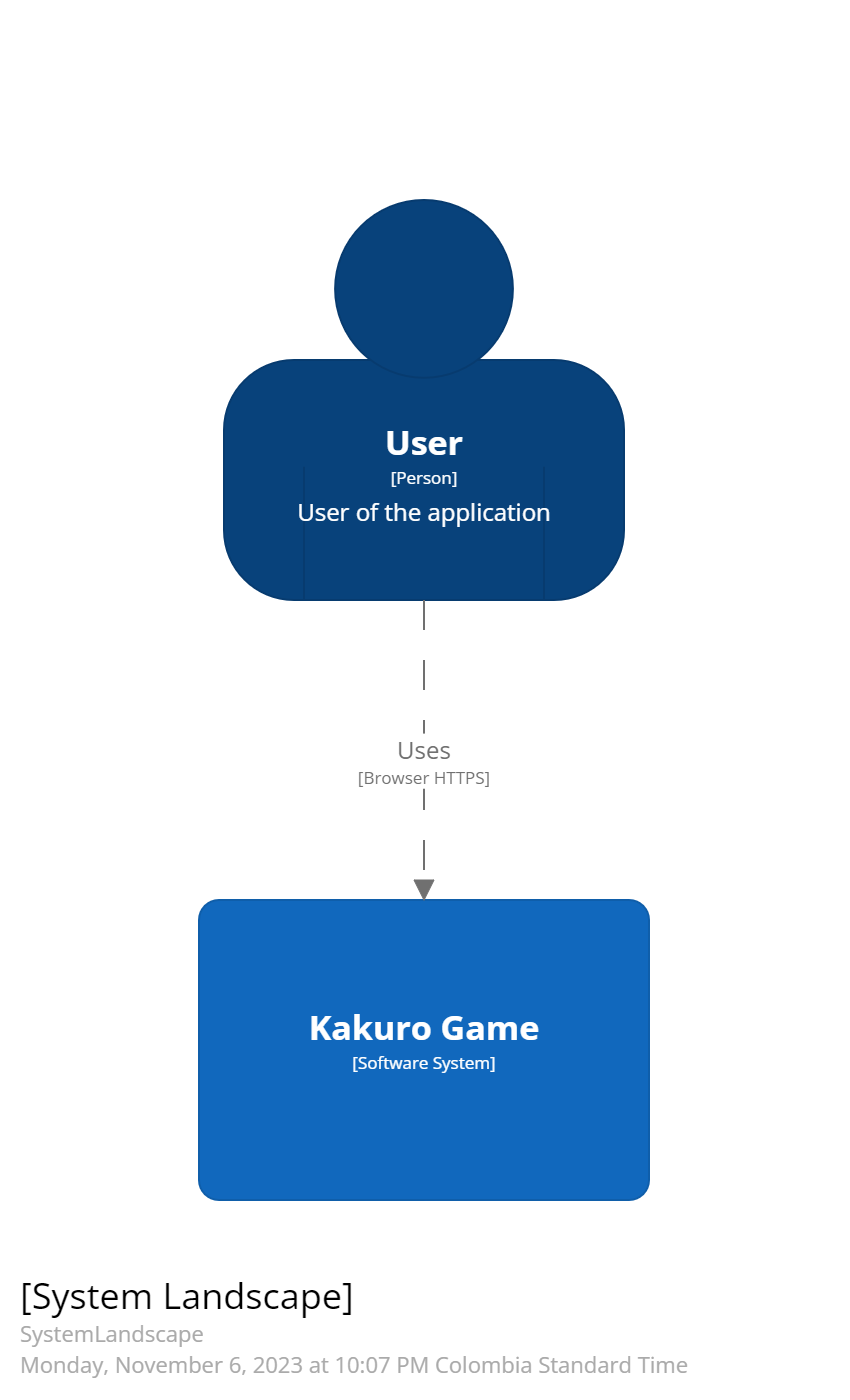 User
[Person]
User of the application
Uses
[Browser HTTPS]
Kakuro Game
[Software System]
[System Landscape]
SystemLandscape
Monday, November 6, 2023 at 10:07 PM Colombia Standard Time